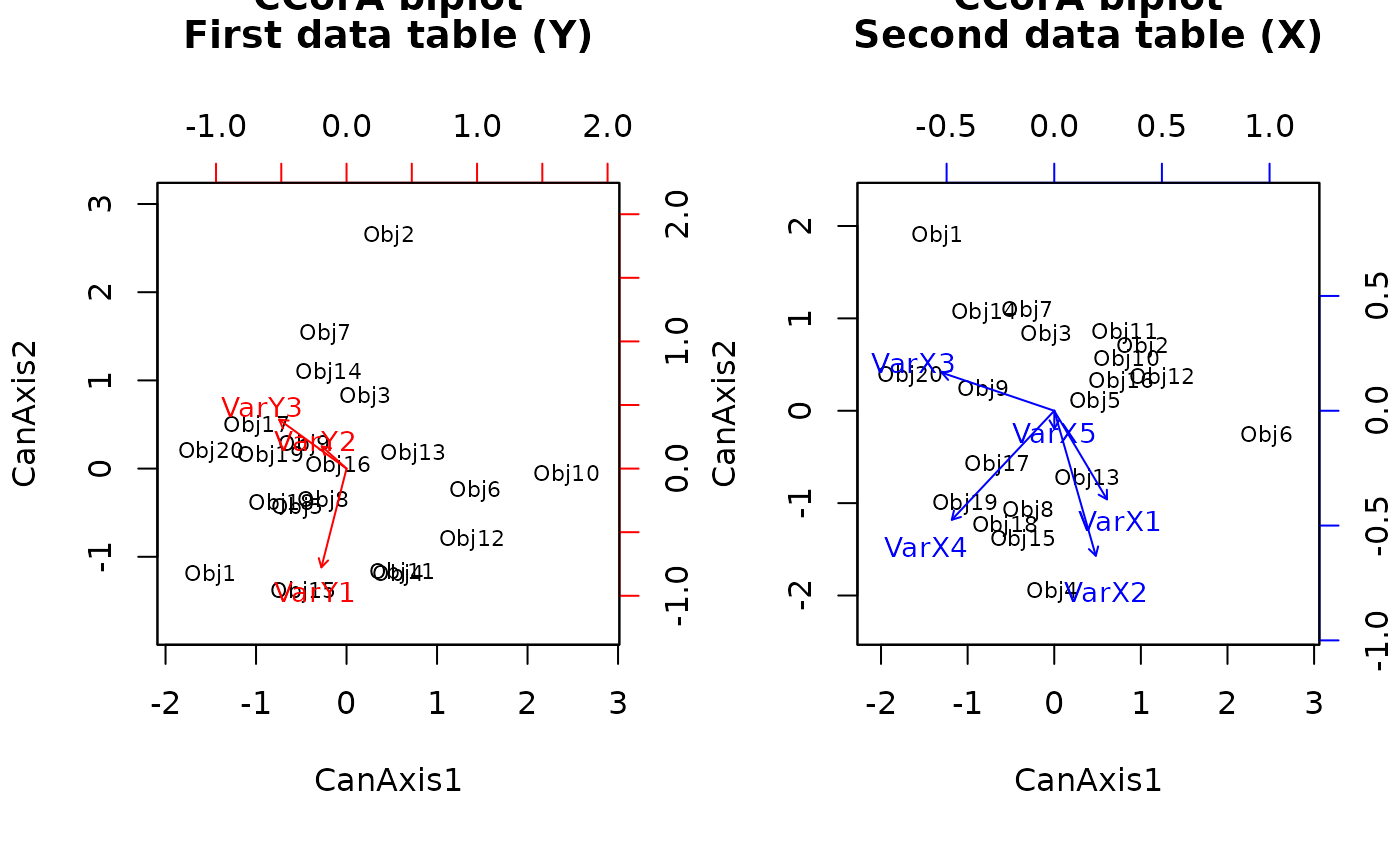 CCorA biplot
First data table (Y)
-1.0 0.0 1.0 2.0
3
2
1
0
-1
CanAxis2
2.0
1.0
0.0
-1.0
Obj2
Obj7
Obj14
Obj3
VarY3
Obj17
VarY2
Obj9
Obj20
Obj19
Obj13
Obj16
Obj10
Obj6
Obj18
Obj8
Obj5
Obj12
Obj1
Obj11
Obj4
Obj15
VarY1
-2 -1 0 1 2 3
CanAxis1
CCorA biplot
Second data table (X)
-0.5 0.0 0.5 1.0
2
1
0
-1
-2
CanAxis2
0.5
0.0
-0.5
-1.0
Obj1
Obj14
Obj7
Obj3
Obj11
Obj2
Obj10
VarX3
Obj20
Obj12
Obj16
Obj9
Obj5
VarX5
Obj6
Obj17
Obj13
Obj19
Obj8
VarX1
Obj18
Obj15
VarX4
Obj4
VarX2
-2 -1 0 1 2 3
CanAxis1